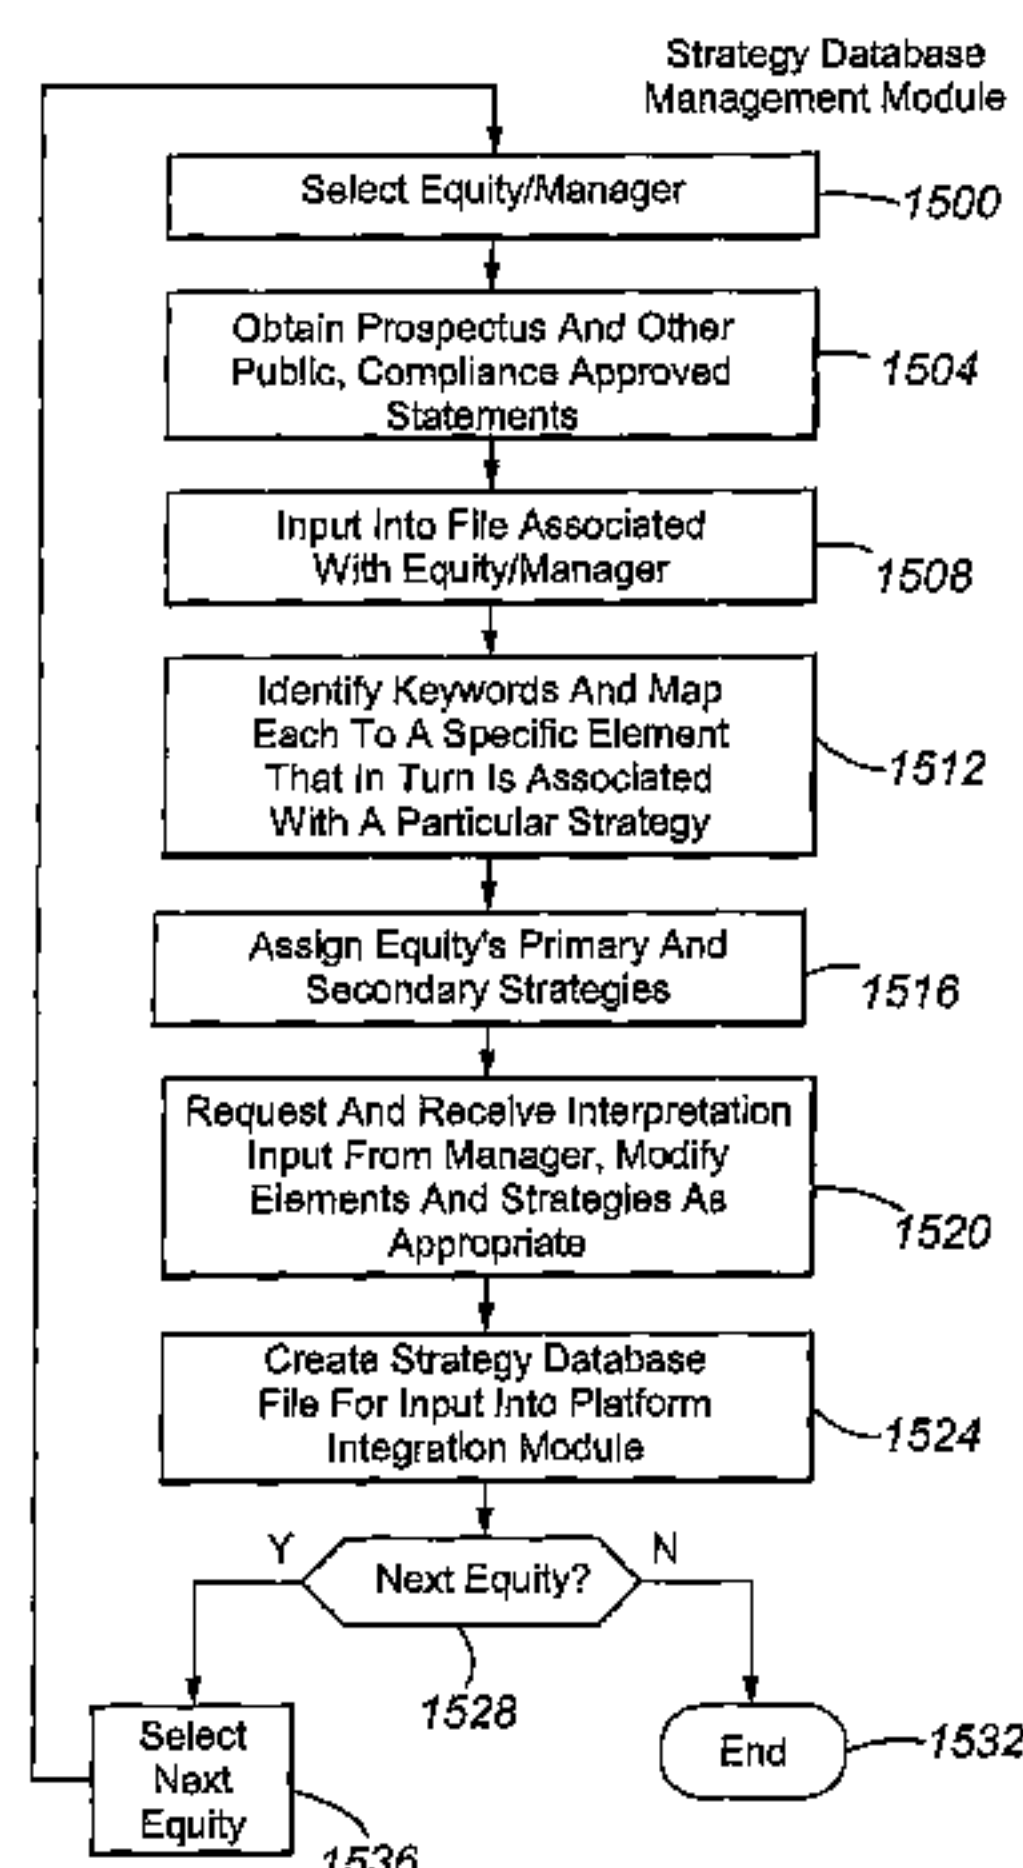 Strategy Database
Management Module
Select Equity/Manager
1500
Obtain Prospectus And Other
Public, Compliance Approved
Statements
1504
Input Into File Associated
With Equity/Manager
1508
Identify Keywords And Map
Each To A Specific Element
That In Turn Is Associated
With A Particular Strategy
1512
Assign Equity's Primary And
Secondary Strategies
1516
Request And Receive Interpretation
Input From Manager, Modify
Elements And Strategies As
Appropriate
1520
Create Strategy Database
File For Input Into Platform
Integration Module
1524
Y
Next Equity?
N
1528
Select
Next
Equity
1536
End
1532